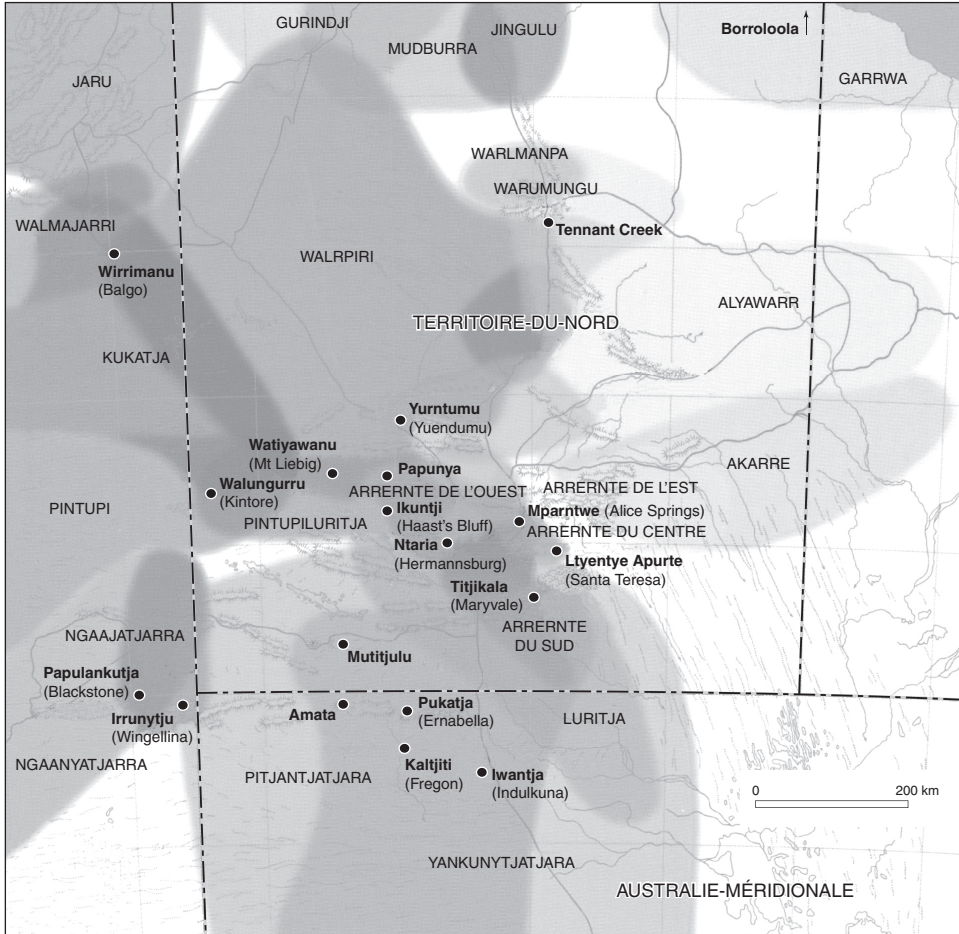 GURINDJI
JINGULU
Borroloola
MUDBURRA
JARU
GARRWA
WARLMANPA
WARUMUNGU
WALMAJARRI
Tennant Creek
WALRPIRI
Wirrimanu
(Balgo)
ALYAWARR
TERRITOIRE-DU-NORD
KUKATJA
Yurntumu
(Yuendumu)
Watiyawanu
(Mt Liebig)
Papunya
AKARRE
Walungurru
(Kintore)
ARRERNTE DE L'OUEST
ARRERNTE DE L'EST
PINTUPI
Ikuntji
(Haast's Bluff)
Mparntwe (Alice Springs)
PINTUPILURITJA
ARRERNTE DU CENTRE
Ntaria
(Hermannsburg)
Ltyentye Apurte
(Santa Teresa)
Titjikala
(Maryvale)
ARRERNTE
DU SUD
NGAAJATJARRA
Mutitjulu
Papulankutja
(Blackstone)
Irrunytju
(Wingellina)
Amata
Pukatja
(Ernabella)
LURITJA
NGAANYATJARRA
PITJANTJATJARA
Kaltjiti
(Fregon)
Iwantja
(Indulkuna)
0 200 km
YANKUNYTJATJARA
AUSTRALIE-MÉRIDIONALE